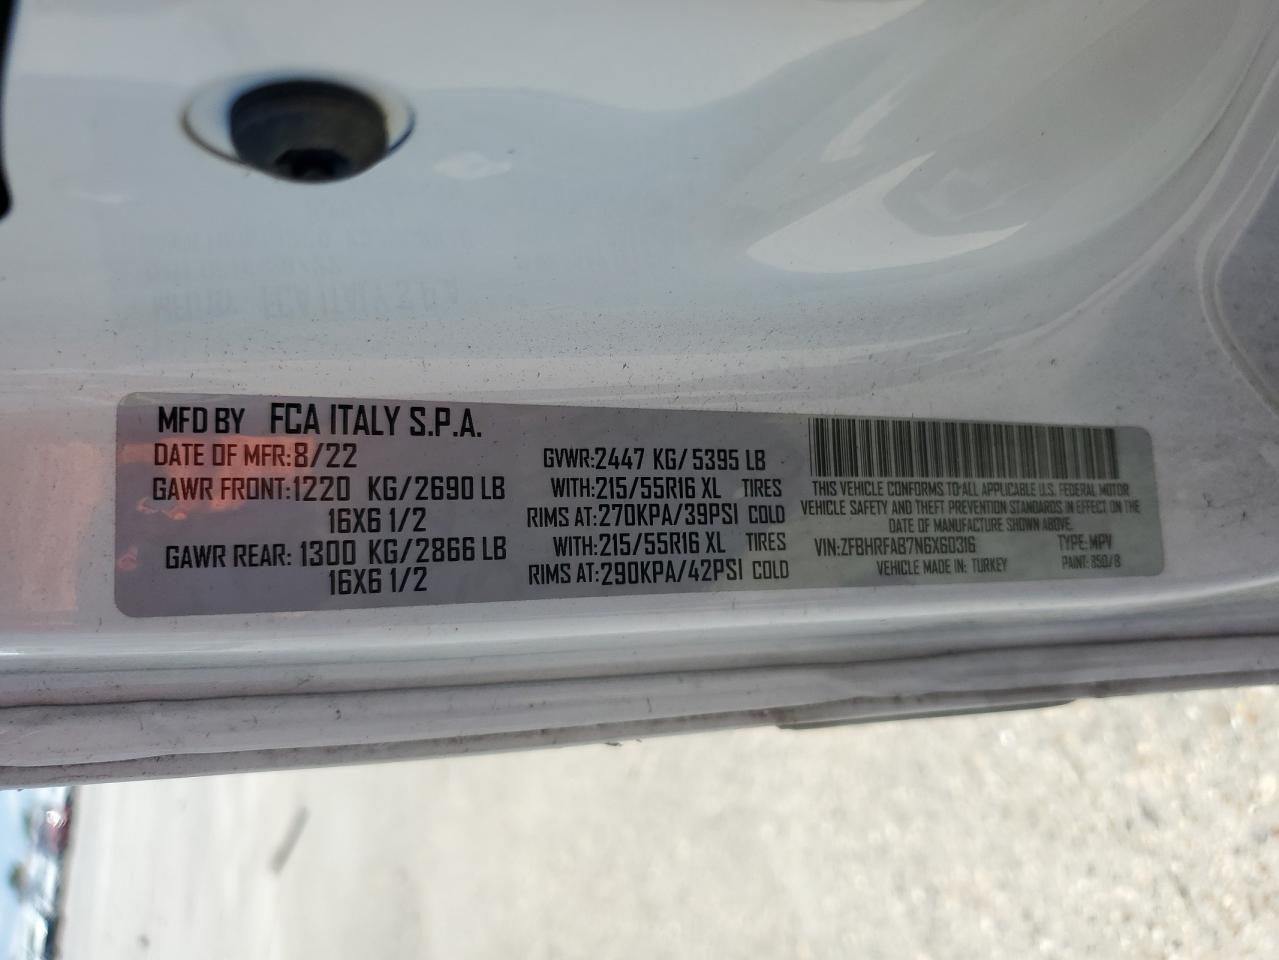 MFD BY FCA ITALY S.P.A.
DATE OF MFR:8/22 GVWR:2447 KG/5395 LB
GAWR FRONT:1220 KG/2690 LB WITH:215/55R16 XL TIRES
16X6 1/2 RIMS AT:270KPA/39PSI COLD
GAWR REAR: 1300 KG/2866 LB WITH:215/55R16 XL TIRES
16X6 1/2 RIMS AT:290KPA/42PSI COLD
THIS VEHICLE CONFORMS TO ALL APPLICABLE U.S. FEDERAL MOTOR
VEHICLE SAFETY AND THEFT PREVENTION STANDARDS IN EFFECT ON THE
DATE OF MANUFACTURE SHOWN ABOVE.
VIN:ZFBHRFAB7N6X60316 TYPE: MPV
VEHICLE MADE IN: TURKEY PAINT: 850/B